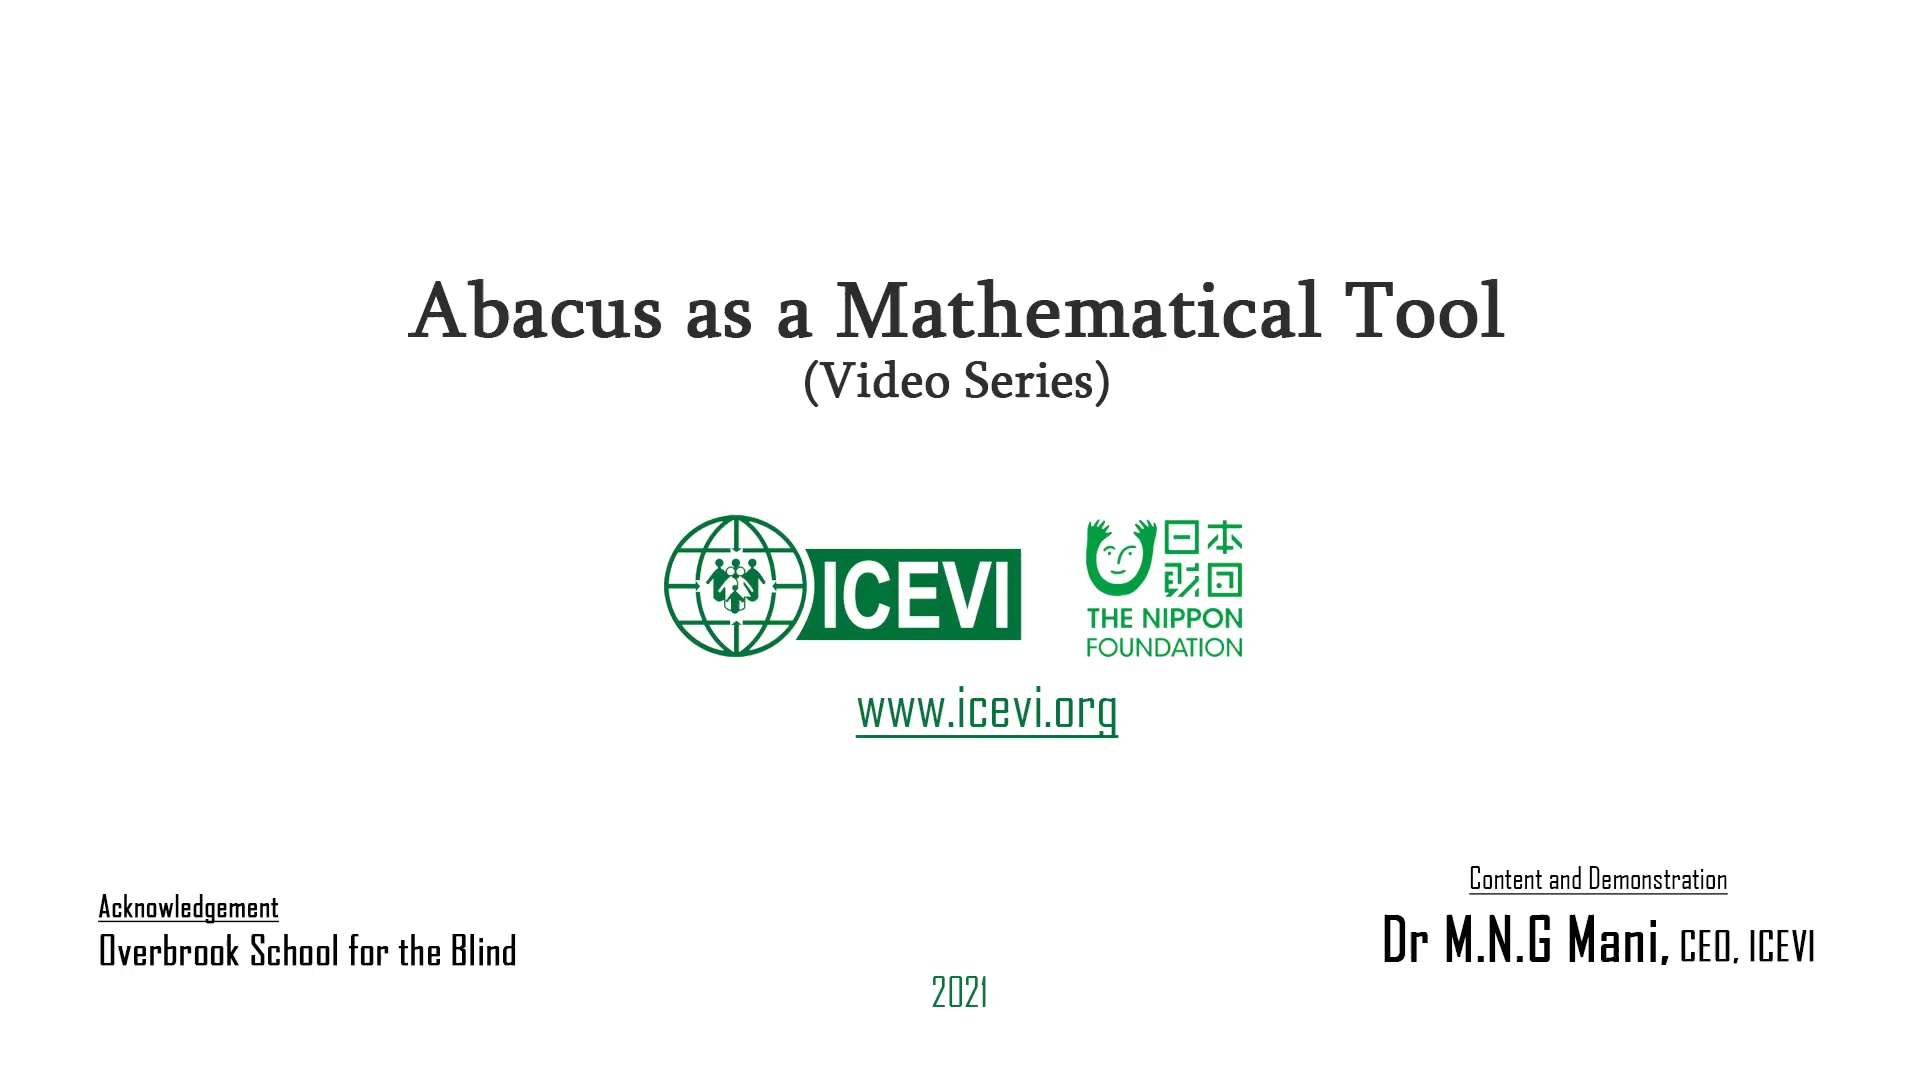 Abacus as a Mathematical Tool
(Video Series)
ICEVI
日本
財団
THE NIPPON
FOUNDATION
www.icevi.org
Acknowledgement
Overbrook School for the Blind
Content and Demonstration
Dr M.N.G Mani, CEO, ICEVI
2021